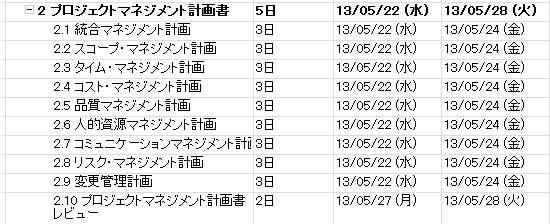 2 プロジェクトマネジメント計画書 5日 13/05/22 (水) 13/05/28 (火)
2.1 統合マネジメント計画 3日 13/05/22 (水) 13/05/24 (金)
2.2 スコープ・マネジメント計画 3日 13/05/22 (水) 13/05/24 (金)
2.3 タイム・マネジメント計画 3日 13/05/22 (水) 13/05/24 (金)
2.4 コスト・マネジメント計画 3日 13/05/22 (水) 13/05/24 (金)
2.5 品質マネジメント計画 3日 13/05/22 (水) 13/05/24 (金)
2.6 人的資源マネジメント計画 3日 13/05/22 (水) 13/05/24 (金)
2.7 コミュニケーションマネジメント計 3日 13/05/22 (水) 13/05/24 (金)
2.8 リスク・マネジメント計画 3日 13/05/22 (水) 13/05/24 (金)
2.9 変更管理計画 3日 13/05/22 (水) 13/05/24 (金)
2.10 プロジェクトマネジメント計画書 2日 13/05/27 (月) 13/05/28 (火)
レビュー